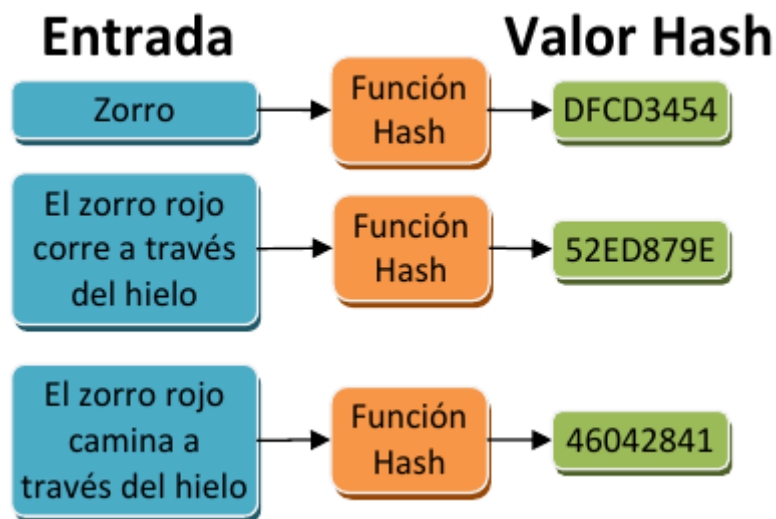 Entrada
Valor Hash
Zorro
Función
Hash
DFCD3454
El zorro rojo
corre a través
del hielo
Función
Hash
52ED879E
El zorro rojo
camina a
través del hielo
Función
Hash
46042841